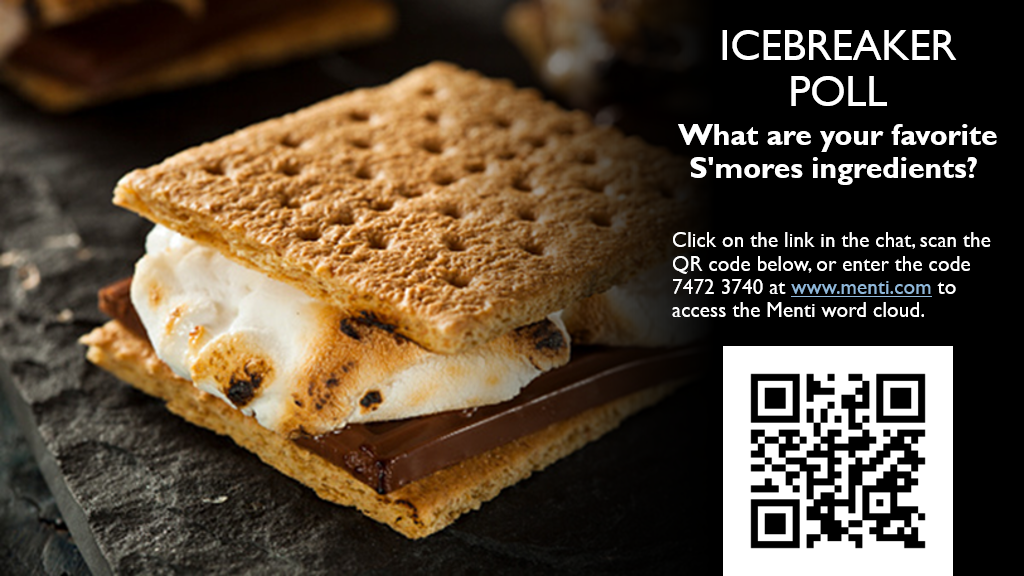 ICEBREAKER
POLL
What are your favorite
S'mores ingredients?
Click on the link in the chat, scan the
QR code below, or enter the code
7472 3740 at www.menti.com to
access the Menti word cloud.